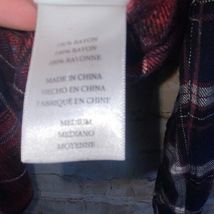 100% RAYON
100% RAYON
100% RAYONNE
MADE IN CHINA
HECHO EN CHINA
FABRIQUÉ EN CHINE
MEDIUM
MEDIANO
MOYENNE